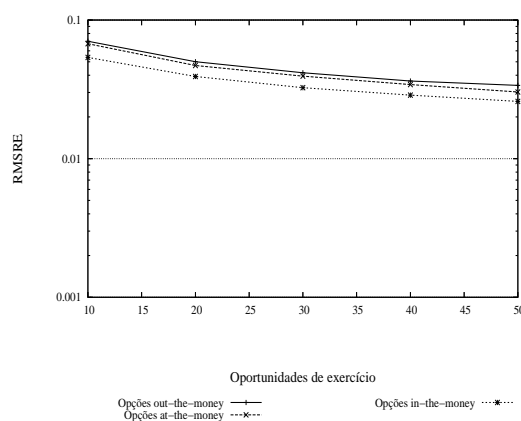 0.1
0.01
0.001
RMSRE
10 15 20 25 30 35 40 45 50
Oportunidades de exercício
Opções out−the−money
Opções at−the−money
Opções in−the−money